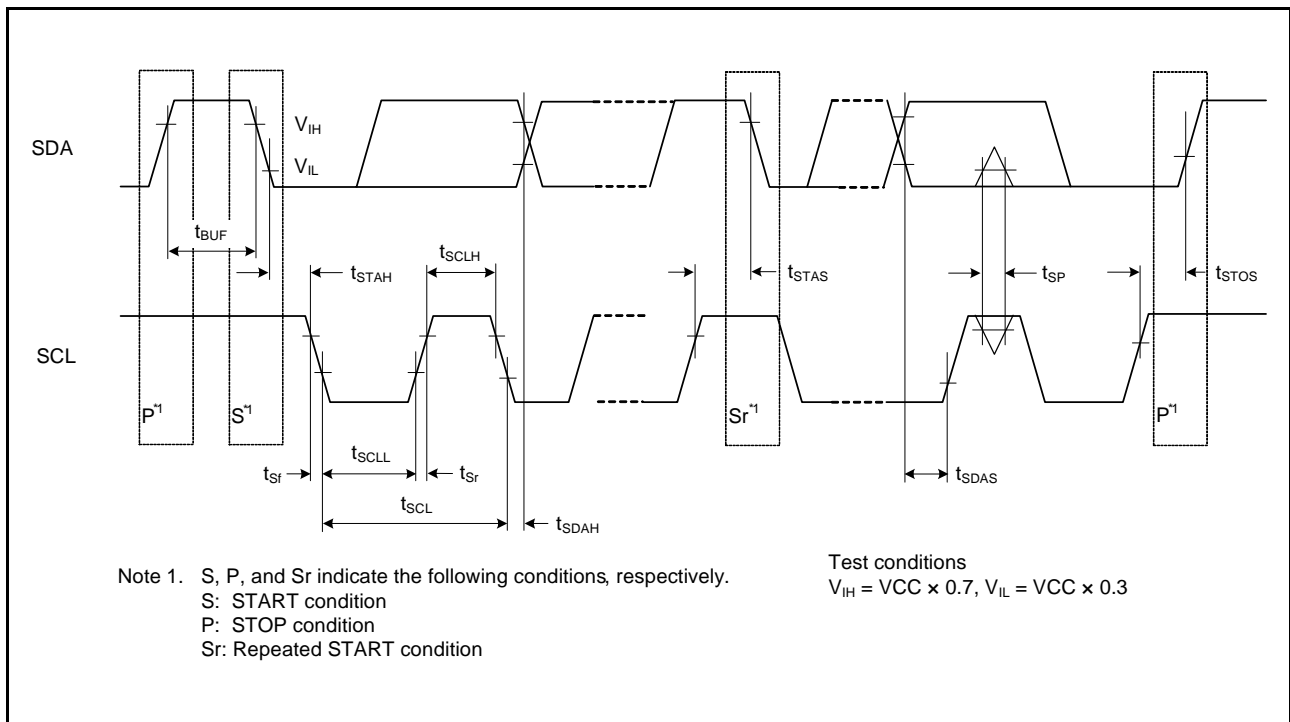 SDA
V_IH
V_IL
t_BUF
t_STAH
t_SCLH
t_STAS
t_SP
t_STOS
SCL
P*1
S*1
Sr*1
P*1
t_Sf
t_SCLL
t_Sr
t_SCL
t_SDAH
t_SDAS
Note 1. S, P, and Sr indicate the following conditions, respectively.
S: START condition
P: STOP condition
Sr: Repeated START condition
Test conditions
V_IH = VCC × 0.7, V_IL = VCC × 0.3